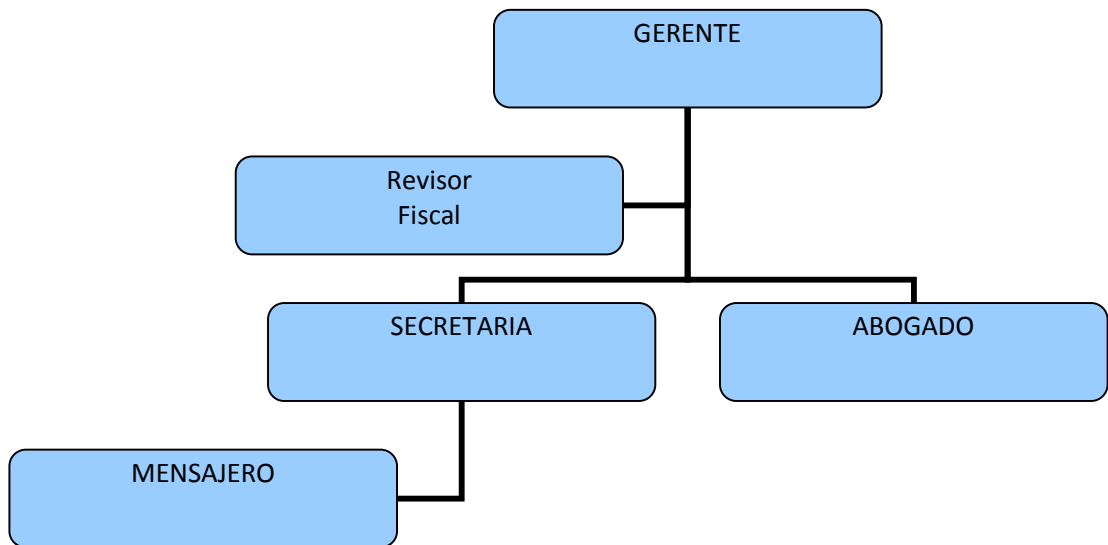 GERENTE
Revisor
Fiscal
SECRETARIA
ABOGADO
MENSAJERO